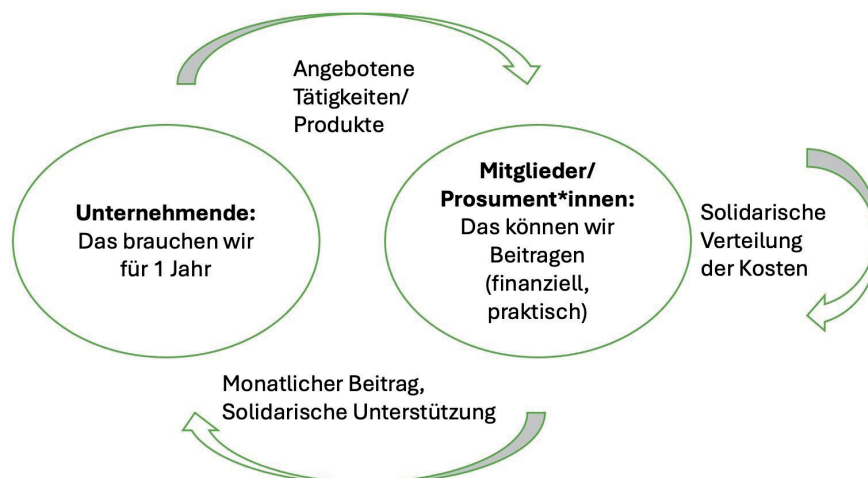 Angebotene
Tätigkeiten/
Produkte
Unternehmende:
Das brauchen wir
für 1 Jahr
Mitglieder/
Prosument*innen:
Das können wir
Beitragen
(finanziell,
praktisch)
Solidarische
Verteilung
der Kosten
Monatlicher Beitrag,
Solidarische Unterstützung